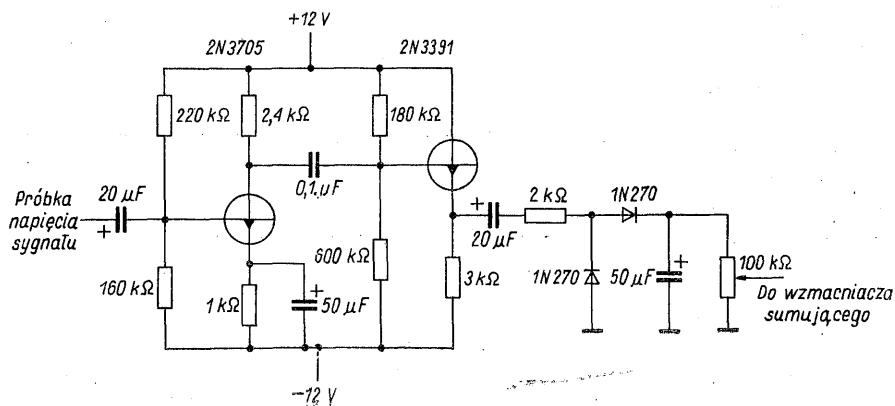 +12 V
2N3705
2N3391
220 kΩ
2,4 kΩ
180 kΩ
0,1 μF
Próbka
napięcia
sygnału
20 μF
+
160 kΩ
1 kΩ
+
50 μF
600 kΩ
+
20 μF
3 kΩ
2 kΩ
1N270
1N270
+
50 μF
100 kΩ
Do wzmacniacza
sumującego
−12 V